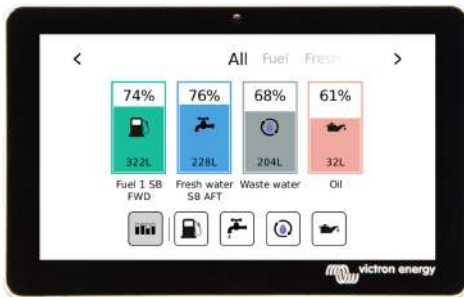 < All Fuel Fresh >
74% 76% 68% 61%
322L 228L 204L 32L
Fuel 1 SB Fresh water Waste water Oil
FWD SB AFT
victron energy